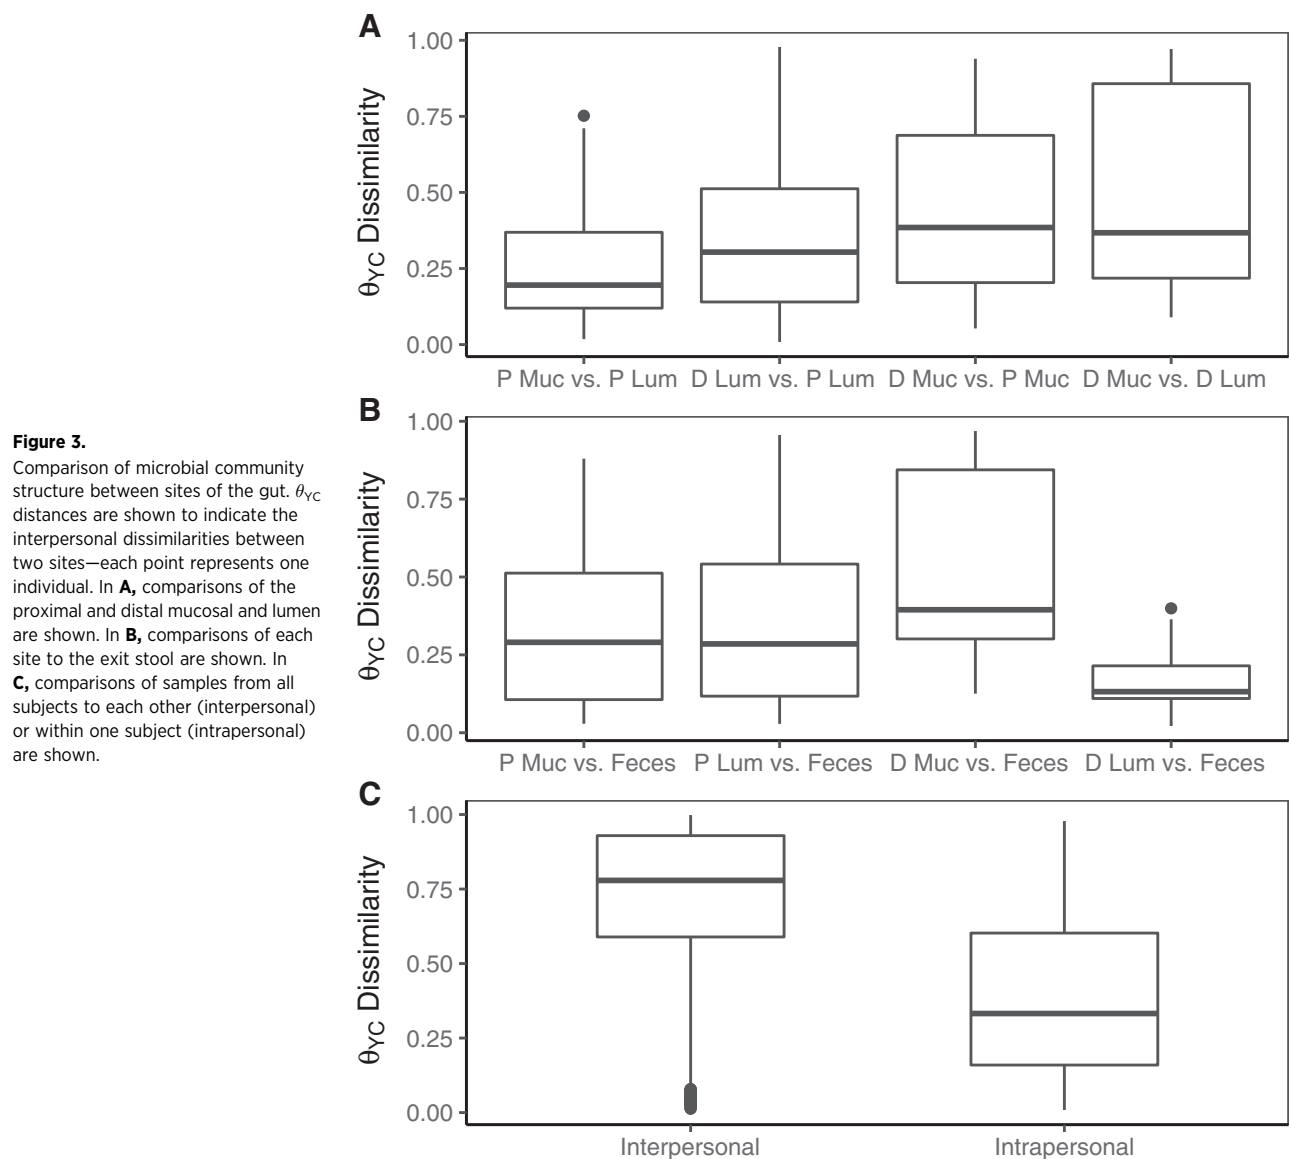 A
1.00
0.75
0.50
0.25
0.00
θYC Dissimilarity
P Muc vs. P Lum D Lum vs. P Lum D Muc vs. P Muc D Muc vs. D Lum
B
1.00
0.75
0.50
0.25
0.00
θYC Dissimilarity
P Muc vs. Feces P Lum vs. Feces D Muc vs. Feces D Lum vs. Feces
Figure 3.
Comparison of microbial community
structure between sites of the gut. θYC
distances are shown to indicate the
interpersonal dissimilarities between
two sites—each point represents one
individual. In A, comparisons of the
proximal and distal mucosal and lumen
are shown. In B, comparisons of each
site to the exit stool are shown. In
C, comparisons of samples from all
subjects to each other (interpersonal)
or within one subject (intrapersonal)
are shown.
C
1.00
0.75
0.50
0.25
0.00
θYC Dissimilarity
Interpersonal Intrapersonal